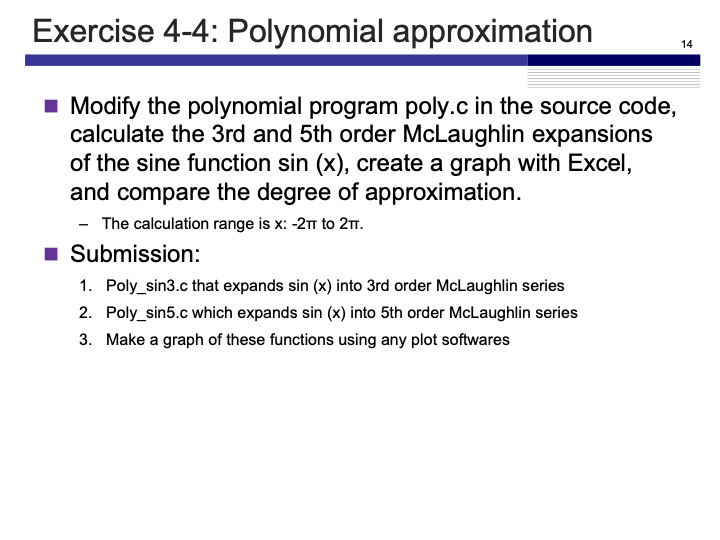 Exercise 4-4: Polynomial approximation
14
Modify the polynomial program poly.c in the source code,
calculate the 3rd and 5th order McLaughlin expansions
of the sine function sin (x), create a graph with Excel,
and compare the degree of approximation.
– The calculation range is x: -2π to 2π.
Submission:
1. Poly_sin3.c that expands sin (x) into 3rd order McLaughlin series
2. Poly_sin5.c which expands sin (x) into 5th order McLaughlin series
3. Make a graph of these functions using any plot softwares